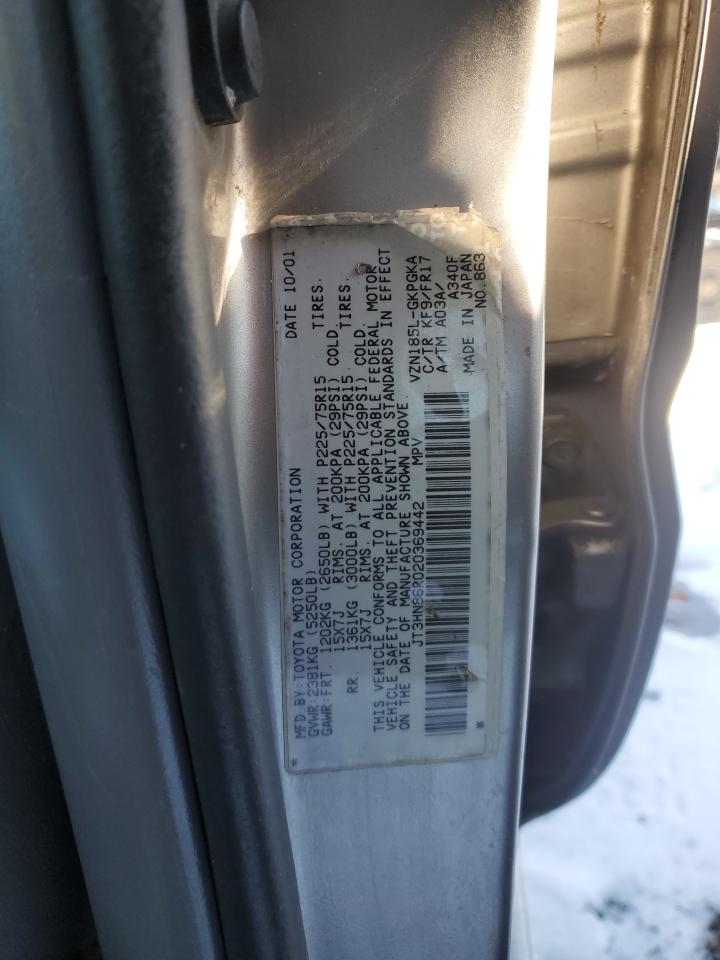 MFD. BY: TOYOTA MOTOR CORPORATION DATE 10/01
GVWR: 2381KG (5250LB)
GAWR: FRT. 1202KG (2650LB) WITH P225/75R15 TIRES.
15X7J RIMS. AT 200KPA (29PSI) COLD.
RR. 1361KG (3000LB) WITH P225/75R15 TIRES.
15X7J RIMS. AT 200KPA (29PSI) COLD.
THIS VEHICLE CONFORMS TO ALL APPLICABLE FEDERAL MOTOR
VEHICLE SAFETY AND THEFT PREVENTION STANDARDS IN EFFECT
ON THE DATE OF MANUFACTURE SHOWN ABOVE.
JT3HN86R020369442 MPV
VZN185L-GKPGKA
C/TR KF9/FR17
A/TM A03A/
A340F
MADE IN JAPAN
NO. 863